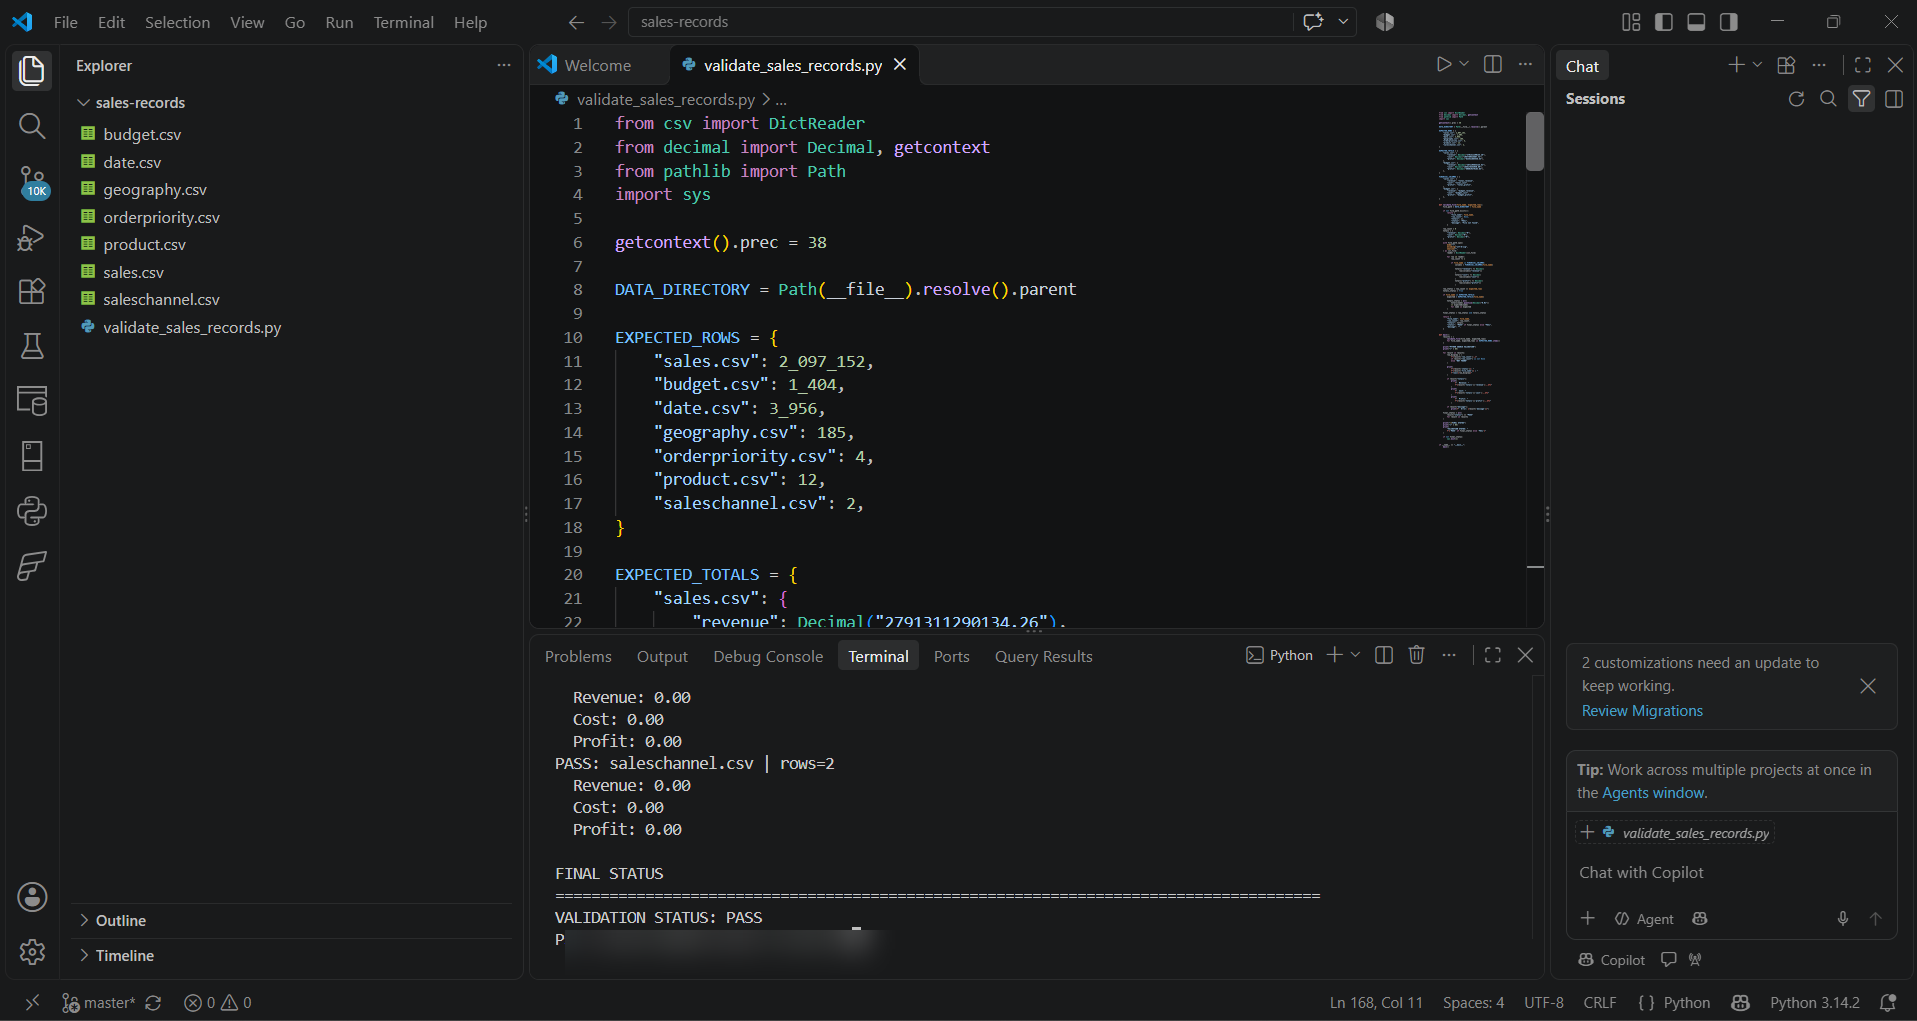 File Edit Selection View Go Run Terminal Help
sales-records
Explorer
sales-records
budget.csv
date.csv
geography.csv
orderpriority.csv
product.csv
sales.csv
saleschannel.csv
validate_sales_records.py
10K
Outline
Timeline
Welcome
validate_sales_records.py
validate_sales_records.py > ...
1 from csv import DictReader
2 from decimal import Decimal, getcontext
3 from pathlib import Path
4 import sys
5
6 getcontext().prec = 38
7
8 DATA_DIRECTORY = Path(__file__).resolve().parent
9
10 EXPECTED_ROWS = {
11     "sales.csv": 2_097_152,
12     "budget.csv": 1_404,
13     "date.csv": 3_956,
14     "geography.csv": 185,
15     "orderpriority.csv": 4,
16     "product.csv": 12,
17     "saleschannel.csv": 2,
18 }
19
20 EXPECTED_TOTALS = {
21     "sales.csv": {
22         "revenue": Decimal("2791311290134.26"),
Problems Output Debug Console Terminal Ports Query Results
Python
Revenue: 0.00
Cost: 0.00
Profit: 0.00
PASS: saleschannel.csv | rows=2
Revenue: 0.00
Cost: 0.00
Profit: 0.00
FINAL STATUS
=====================================================================================
VALIDATION STATUS: PASS
P
Chat
Sessions
2 customizations need an update to
keep working.
Review Migrations
Tip: Work across multiple projects at once in
the Agents window.
validate_sales_records.py
Chat with Copilot
Agent
Copilot
master* 0 0
Ln 168, Col 11 Spaces: 4 UTF-8 CRLF { } Python Python 3.14.2